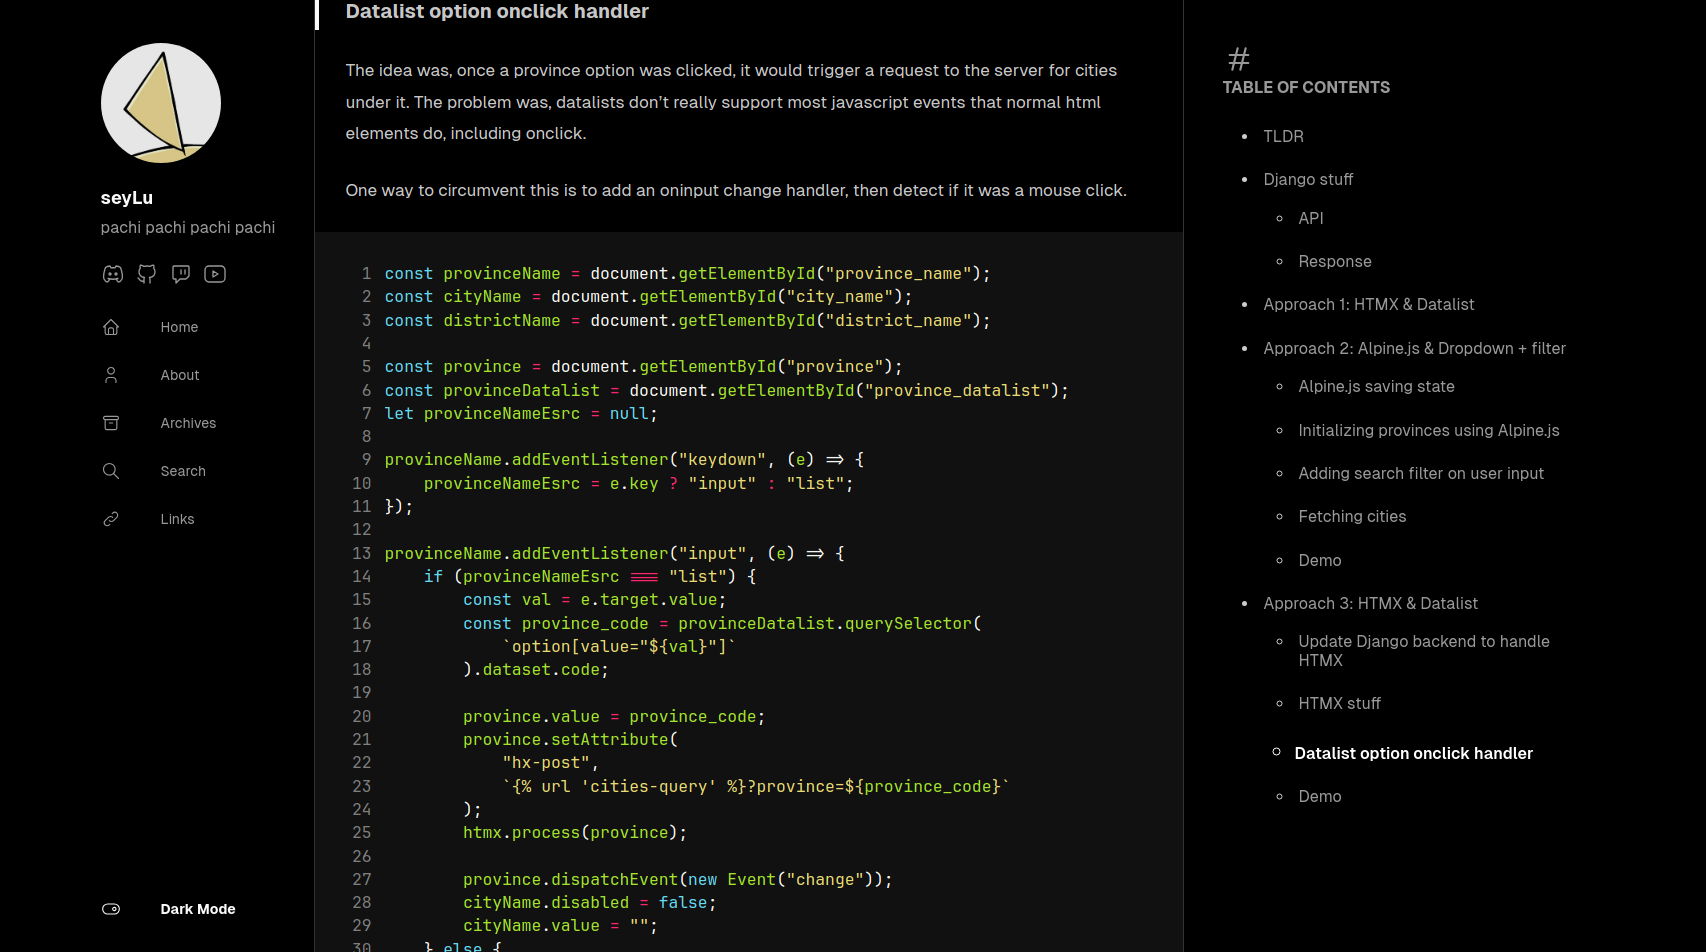 seyLu
pachi pachi pachi pachi
Home
About
Archives
Search
Links
Dark Mode
Datalist option onclick handler
The idea was, once a province option was clicked, it would trigger a request to the server for cities
under it. The problem was, datalists don’t really support most javascript events that normal html
elements do, including onclick.
One way to circumvent this is to add an oninput change handler, then detect if it was a mouse click.
1 const provinceName = document.getElementById("province_name");
2 const cityName = document.getElementById("city_name");
3 const districtName = document.getElementById("district_name");
4
5 const province = document.getElementById("province");
6 const provinceDatalist = document.getElementById("province_datalist");
7 let provinceNameEsrc = null;
8
9 provinceName.addEventListener("keydown", (e) => {
10     provinceNameEsrc = e.key ? "input" : "list";
11 });
12
13 provinceName.addEventListener("input", (e) => {
14     if (provinceNameEsrc === "list") {
15         const val = e.target.value;
16         const province_code = provinceDatalist.querySelector(
17             `option[value="${val}"]`
18         ).dataset.code;
19
20         province.value = province_code;
21         province.setAttribute(
22             "hx-post",
23             `{% url 'cities-query' %}?province=${province_code}`
24         );
25         htmx.process(province);
26
27         province.dispatchEvent(new Event("change"));
28         cityName.disabled = false;
29         cityName.value = "";
30     } else {
#
TABLE OF CONTENTS
TLDR
Django stuff
API
Response
Approach 1: HTMX & Datalist
Approach 2: Alpine.js & Dropdown + filter
Alpine.js saving state
Initializing provinces using Alpine.js
Adding search filter on user input
Fetching cities
Demo
Approach 3: HTMX & Datalist
Update Django backend to handle
HTMX
HTMX stuff
Datalist option onclick handler
Demo